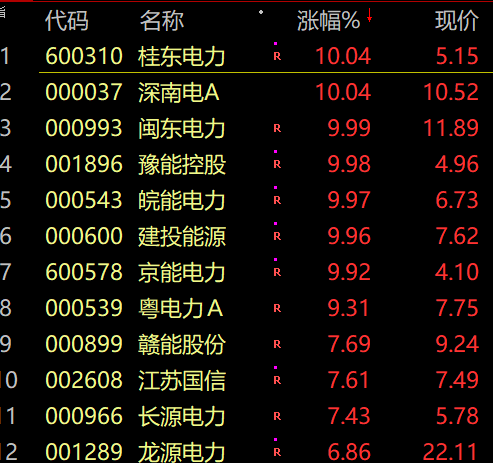 代码 名称 涨幅% 现价
1 600310 桂东电力 R 10.04 5.15
2 000037 深南电A 10.04 10.52
3 000993 闽东电力 R 9.99 11.89
4 001896 豫能控股 R 9.98 4.96
5 000543 皖能电力 R 9.97 6.73
6 000600 建投能源 R 9.96 7.62
7 600578 京能电力 R 9.92 4.10
8 000539 粤电力A R 9.31 7.75
9 000899 赣能股份 R 7.69 9.24
10 002608 江苏国信 R 7.61 7.49
11 000966 长源电力 R 7.43 5.78
12 001289 龙源电力 R 6.86 22.11